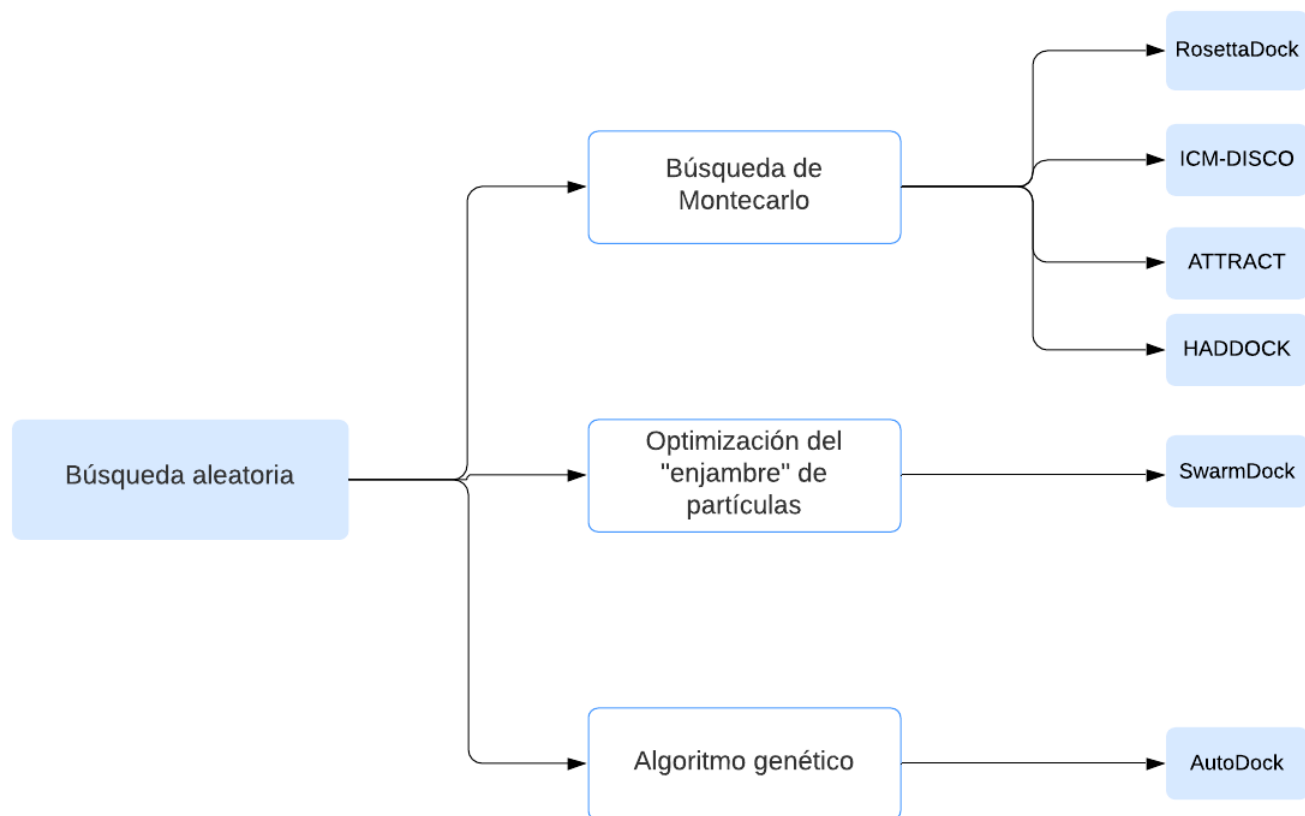 Búsqueda aleatoria
Búsqueda de
Montecarlo
Optimización del
"enjambre" de
partículas
Algoritmo genético
RosettaDock
ICM-DISCO
ATTRACT
HADDOCK
SwarmDock
AutoDock